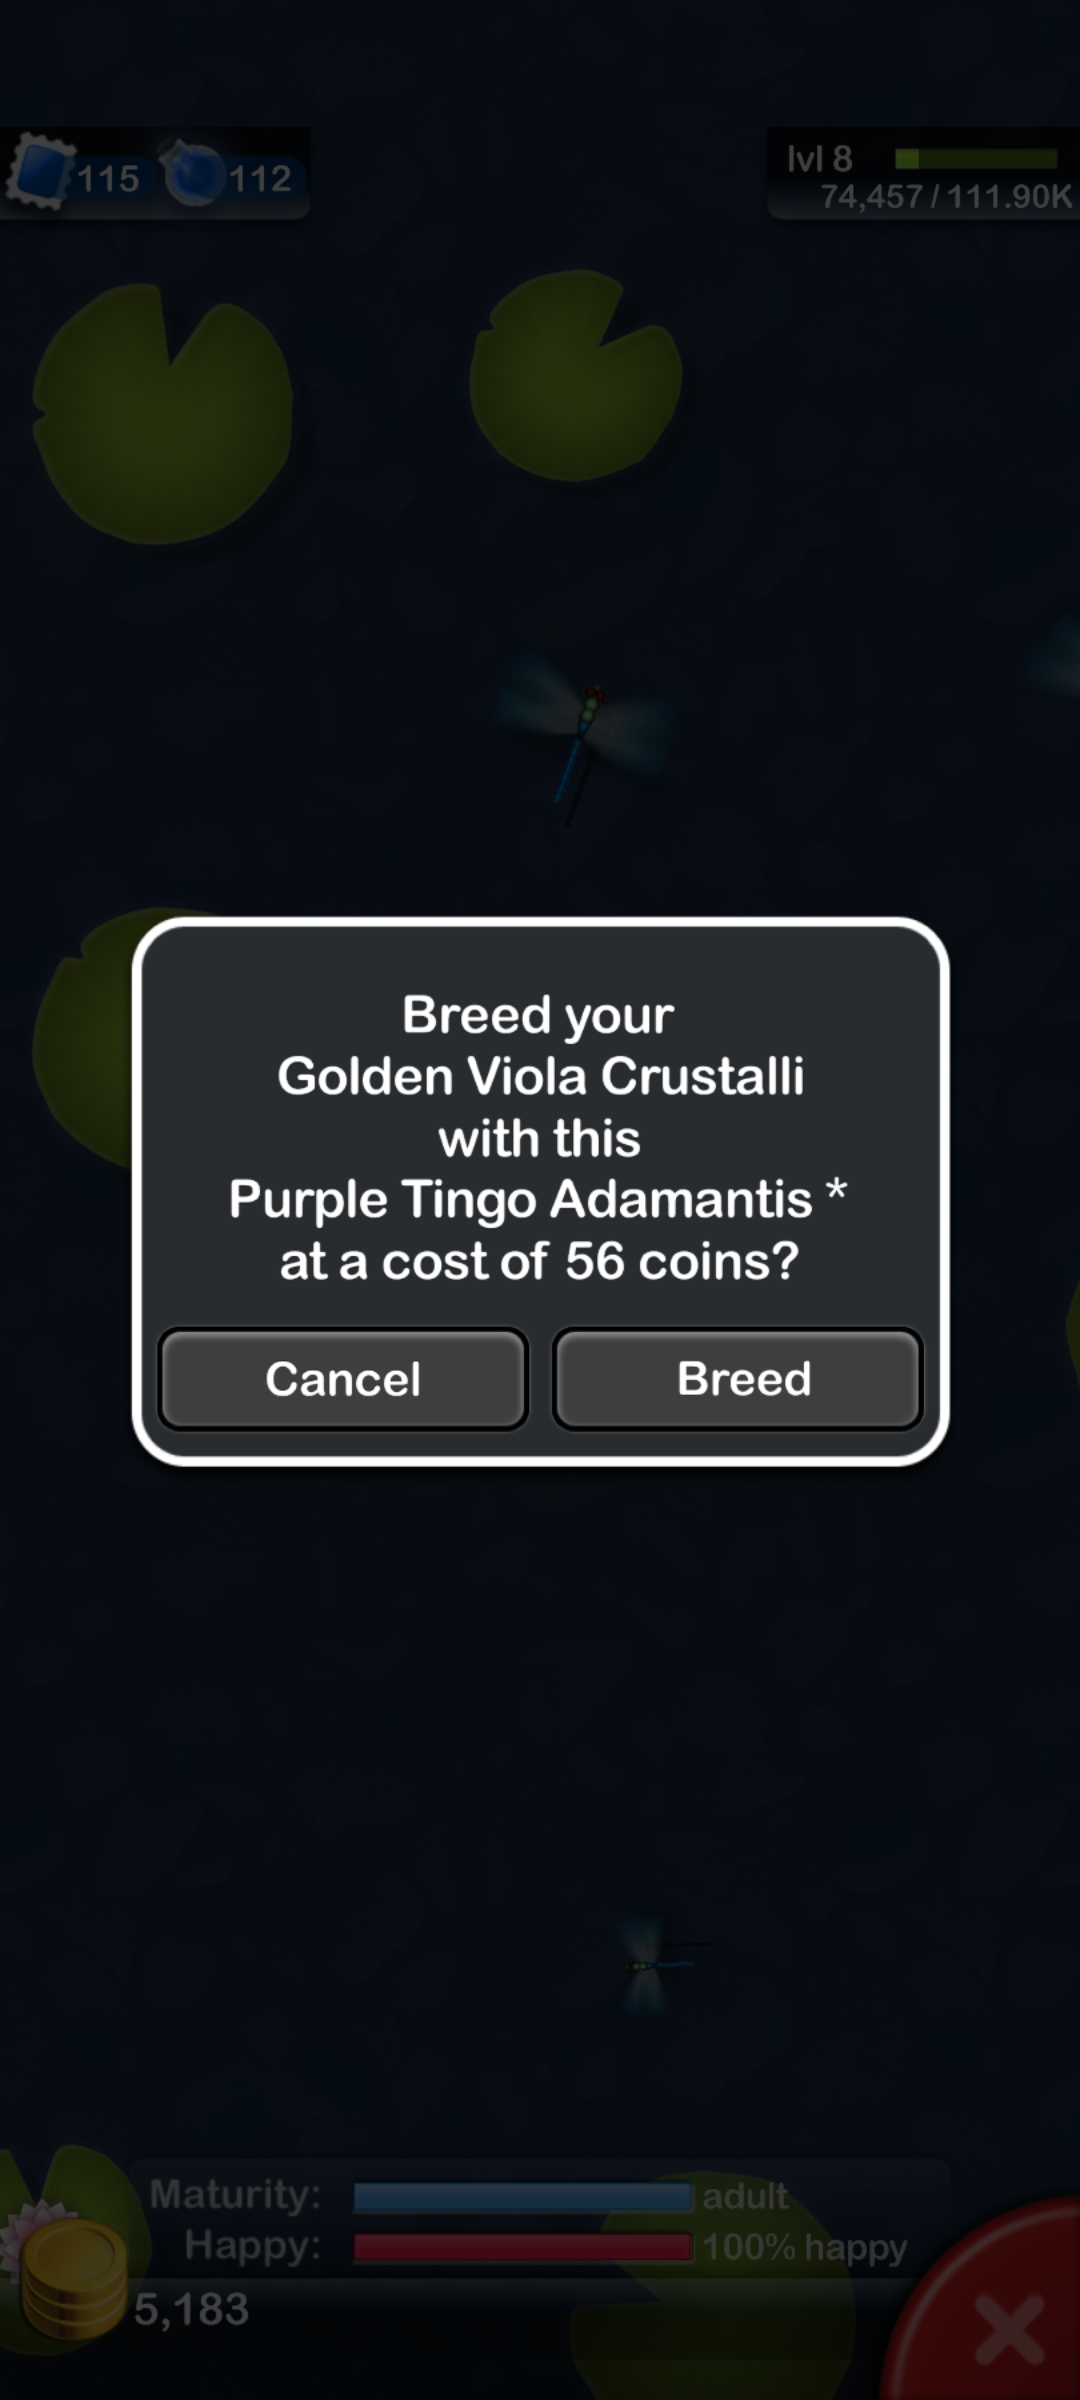 115
112
lvl 8
74,457 / 111.90K
Breed your
Golden Viola Crustalli
with this
Purple Tingo Adamantis *
at a cost of 56 coins?
Cancel
Breed
Maturity:
adult
Happy:
100% happy
5,183